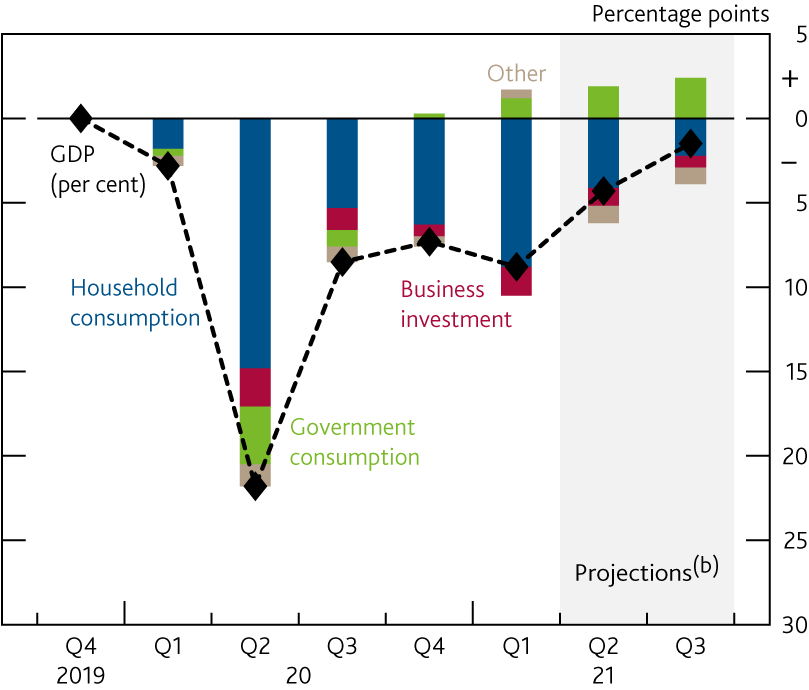 Percentage points
5
+
0
–
5
10
15
20
25
30
Other
GDP
(per cent)
Household
consumption
Business
investment
Government
consumption
Projections(b)
Q4 Q1 Q2 Q3 Q4 Q1 Q2 Q3
2019 20 21